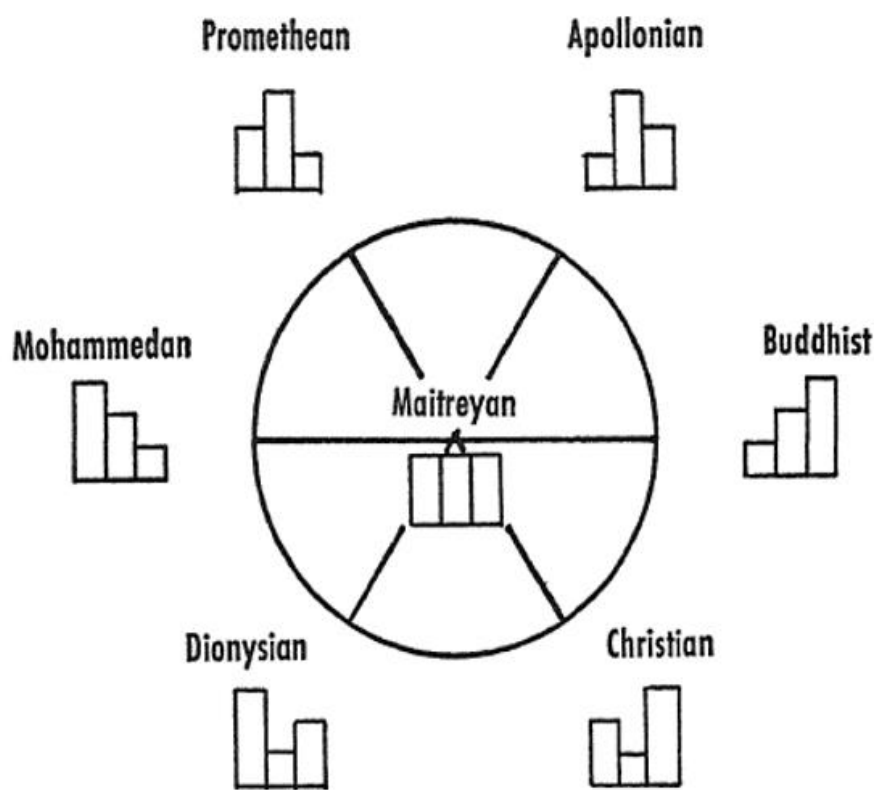 Promethean
Apollonian
Mohammedan
Buddhist
Maitreyan
Dionysian
Christian